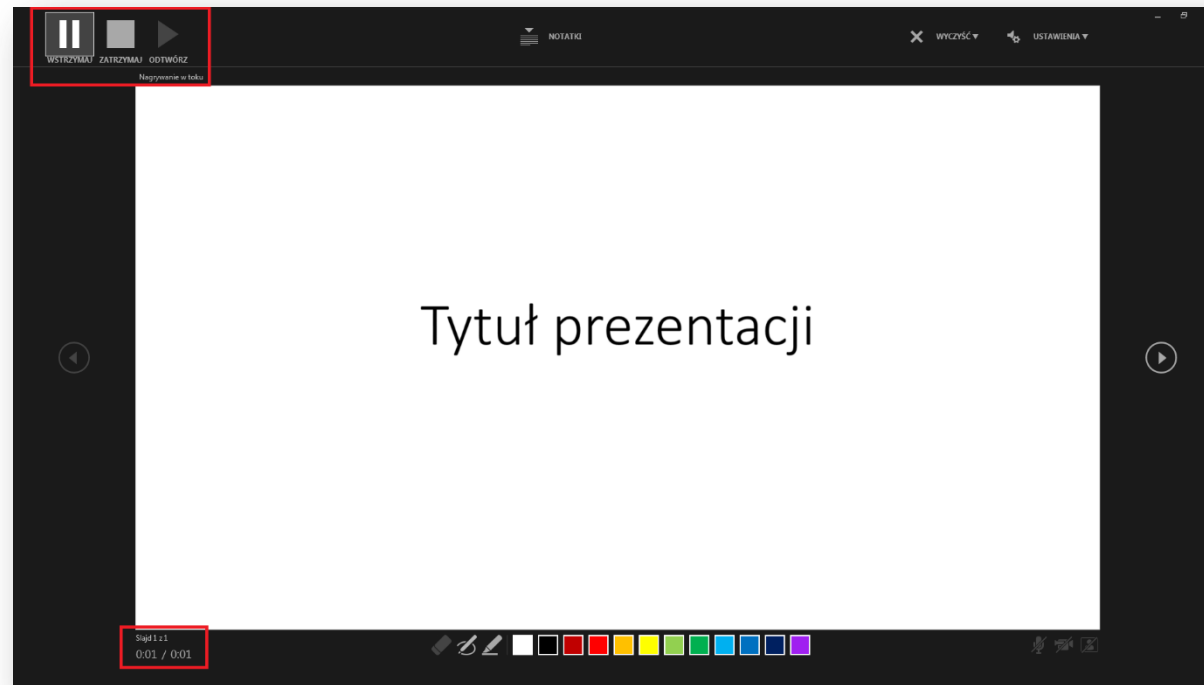 WSTRZYMAJ ZATRZYMAJ ODTWÓRZ
NOTATKI
WYCZYŚĆ
USTAWIENIA
Nagrywanie w toku
Tytuł prezentacji
Slajd 1 z 1
0:01 / 0:01